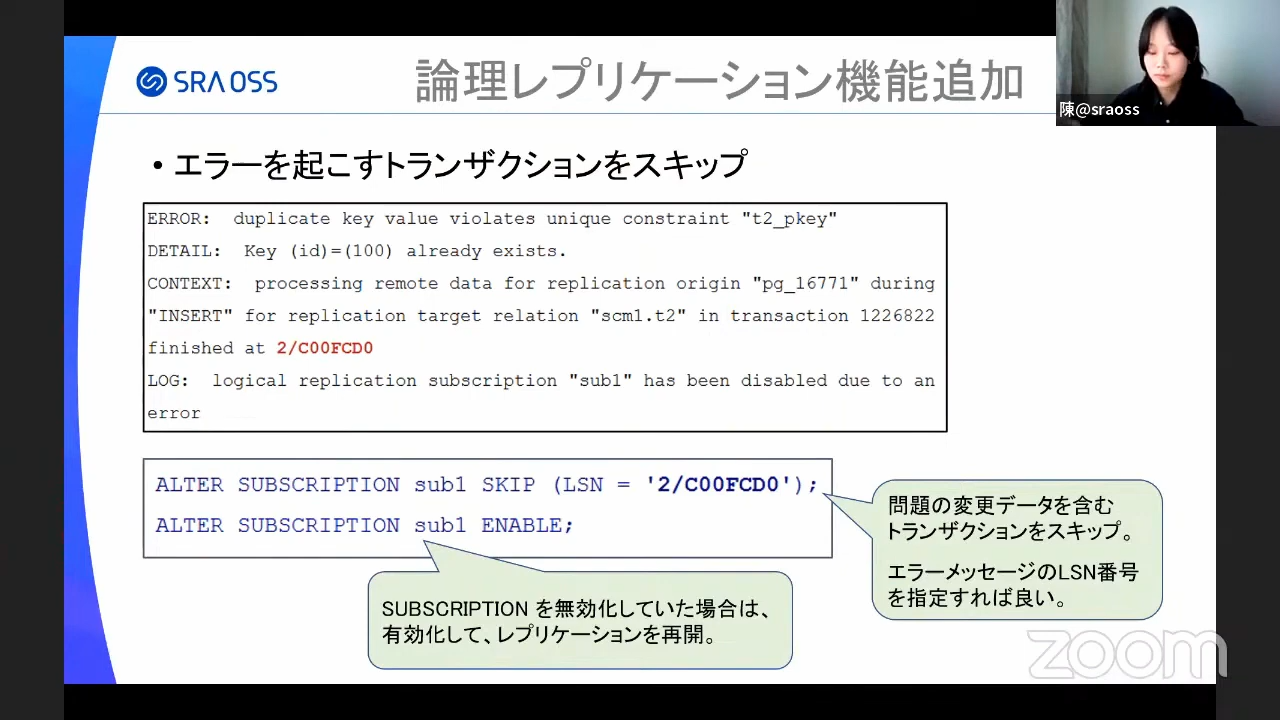 SRA OSS
論理レプリケーション機能追加
陳@sraoss
・エラーを起こすトランザクションをスキップ
ERROR: duplicate key value violates unique constraint "t2_pkey"
DETAIL: Key (id)=(100) already exists.
CONTEXT: processing remote data for replication origin "pg_16771" during
"INSERT" for replication target relation "scm1.t2" in transaction 1226822
finished at 2/C00FCD0
LOG: logical replication subscription "sub1" has been disabled due to an
error
ALTER SUBSCRIPTION sub1 SKIP (LSN = '2/C00FCD0');
ALTER SUBSCRIPTION sub1 ENABLE;
問題の変更データを含む
トランザクションをスキップ。
エラーメッセージのLSN番号
を指定すれば良い。
SUBSCRIPTION を無効化していた場合は、
有効化して、レプリケーションを再開。
zoom